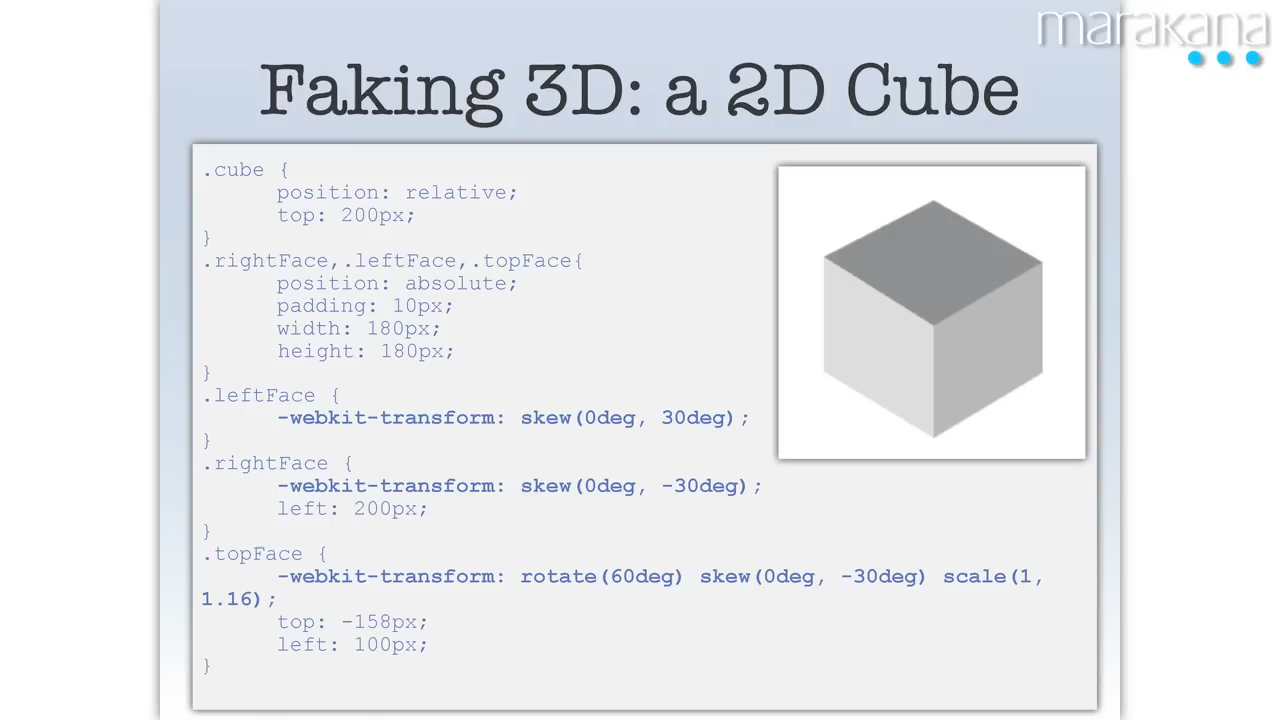 marakana
Faking 3D: a 2D Cube
.cube {
position: relative;
top: 200px;
}
.rightFace,.leftFace,.topFace{
position: absolute;
padding: 10px;
width: 180px;
height: 180px;
}
.leftFace {
-webkit-transform: skew(0deg, 30deg);
}
.rightFace {
-webkit-transform: skew(0deg, -30deg);
left: 200px;
}
.topFace {
-webkit-transform: rotate(60deg) skew(0deg, -30deg) scale(1,
1.16);
top: -158px;
left: 100px;
}